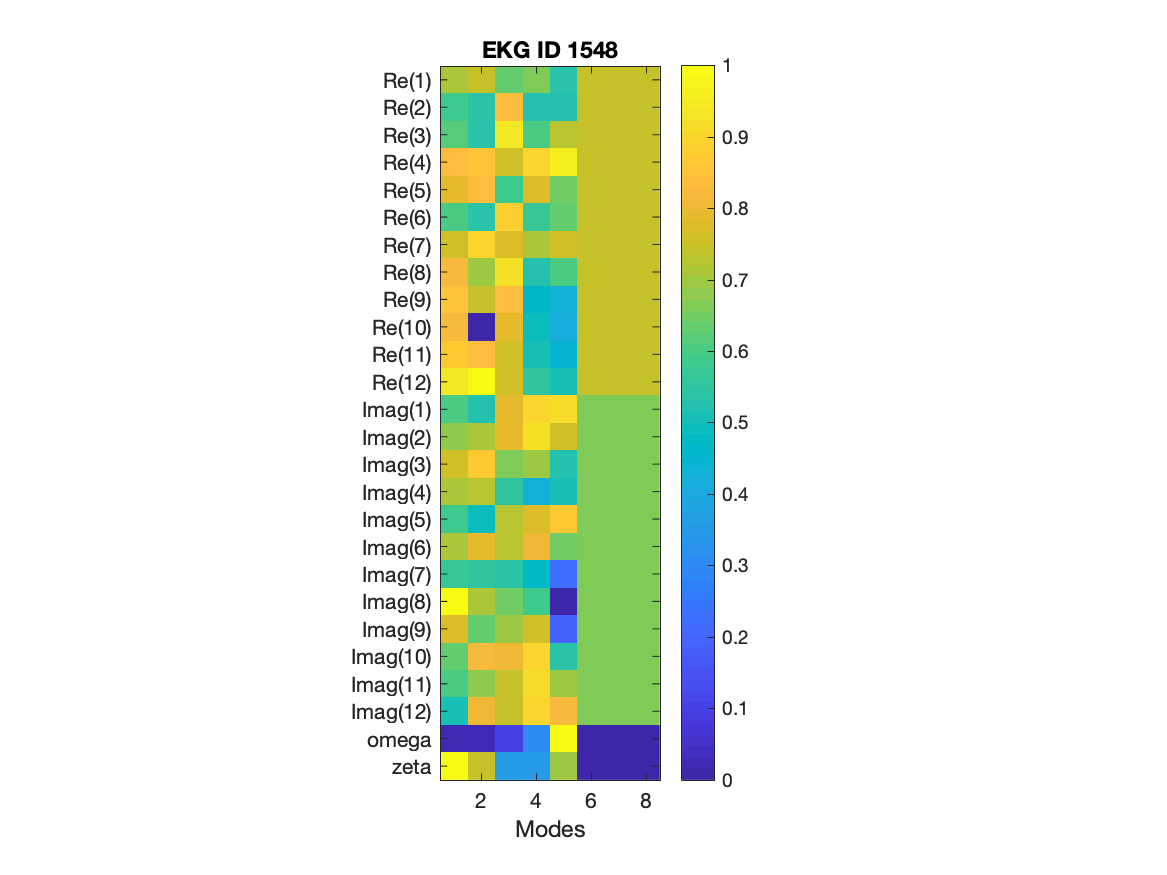 EKG ID 1548
Re(1)
Re(2)
Re(3)
Re(4)
Re(5)
Re(6)
Re(7)
Re(8)
Re(9)
Re(10)
Re(11)
Re(12)
Imag(1)
Imag(2)
Imag(3)
Imag(4)
Imag(5)
Imag(6)
Imag(7)
Imag(8)
Imag(9)
Imag(10)
Imag(11)
Imag(12)
omega
zeta
2 4 6 8
Modes
1
0.9
0.8
0.7
0.6
0.5
0.4
0.3
0.2
0.1
0